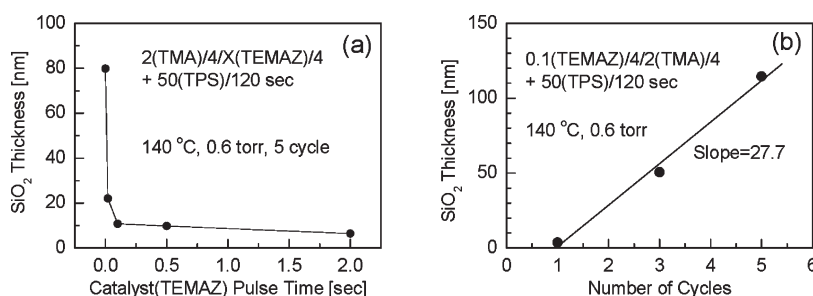 (a)
2(TMA)/4/X(TEMAZ)/4
+ 50(TPS)/120 sec
140 °C, 0.6 torr, 5 cycle
SiO₂ Thickness [nm]
100
80
60
40
20
0
0.0 0.5 1.0 1.5 2.0
Catalyst(TEMAZ) Pulse Time [sec]
(b)
0.1(TEMAZ)/4/2(TMA)/4
+ 50(TPS)/120 sec
140 °C, 0.6 torr
Slope=27.7
SiO₂ Thickness [nm]
150
100
50
0
0 1 2 3 4 5 6
Number of Cycles